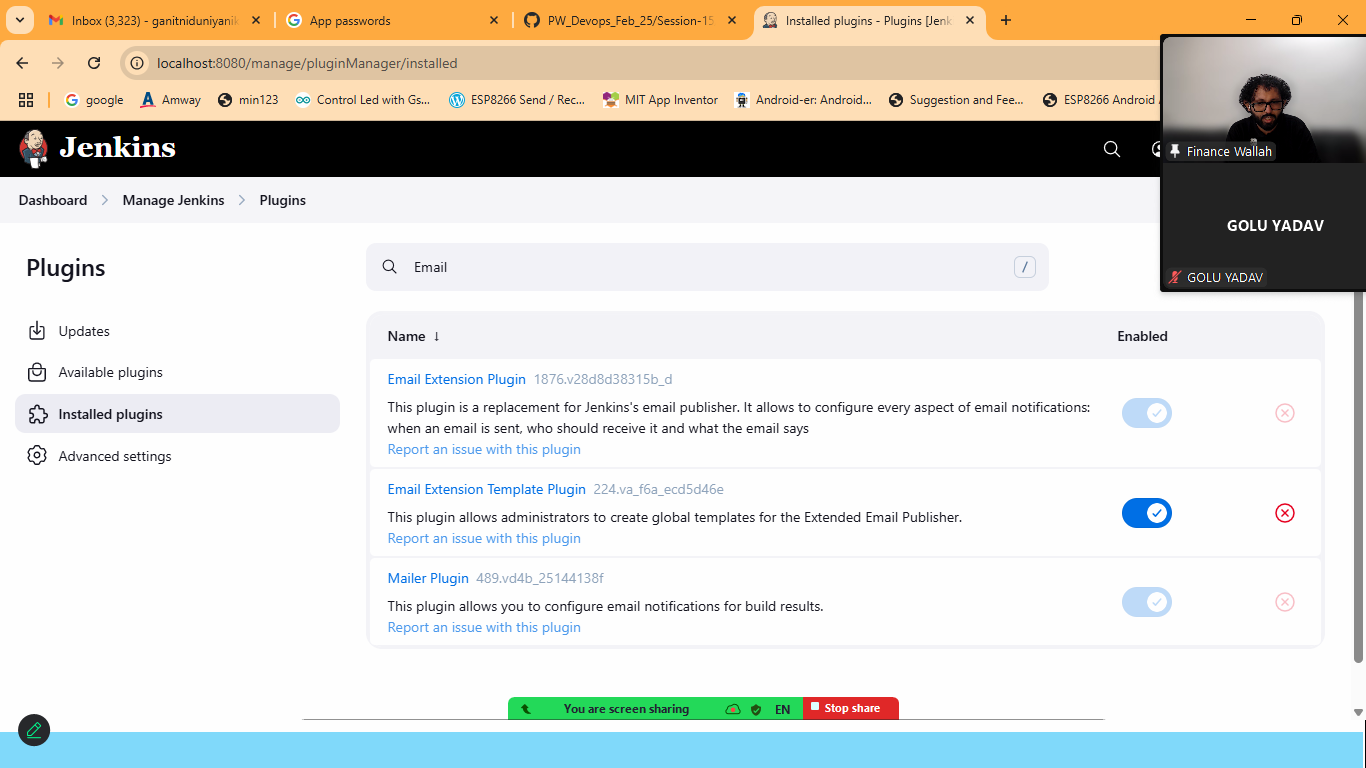 Inbox (3,323) - ganitniduniyanik
App passwords
PW_Devops_Feb_25/Session-15
Installed plugins - Plugins [Jenk
localhost:8080/manage/pluginManager/installed
google
Amway
min123
Control Led with Gs...
ESP8266 Send / Rec...
MIT App Inventor
Android-er: Android...
Suggestion and Fee...
ESP8266 Android
Finance Wallah
GOLU YADAV
GOLU YADAV
Jenkins
Dashboard
Manage Jenkins
Plugins
Plugins
Updates
Available plugins
Installed plugins
Advanced settings
Email
/
Name ↓
Enabled
Email Extension Plugin 1876.v28d8d38315b_d
This plugin is a replacement for Jenkins's email publisher. It allows to configure every aspect of email notifications:
when an email is sent, who should receive it and what the email says
Report an issue with this plugin
Email Extension Template Plugin 224.va_f6a_ecd5d46e
This plugin allows administrators to create global templates for the Extended Email Publisher.
Report an issue with this plugin
Mailer Plugin 489.vd4b_25144138f
This plugin allows you to configure email notifications for build results.
Report an issue with this plugin
You are screen sharing
EN
Stop share